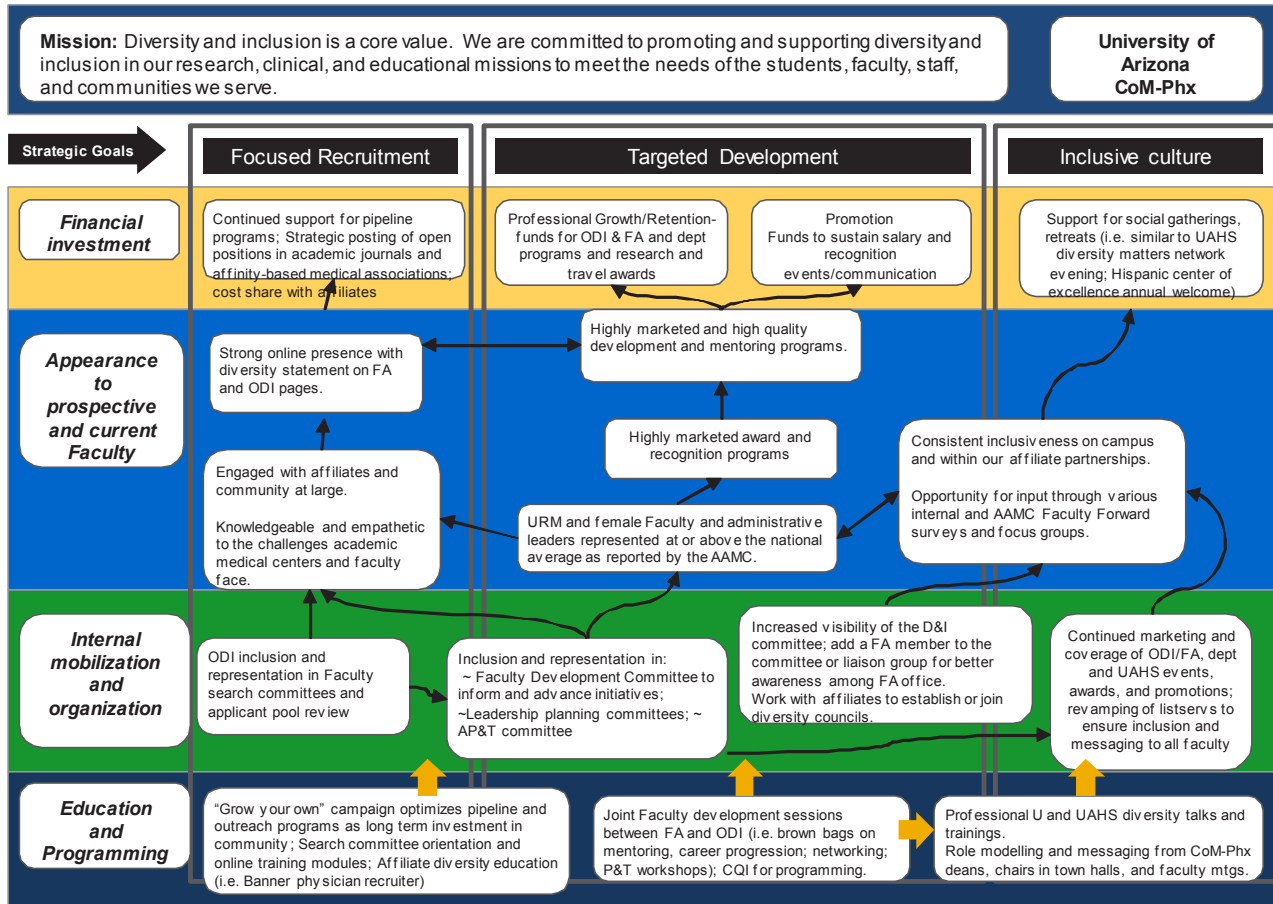 Mission: Diversity and inclusion is a core value. We are committed to promoting and supporting diversity and
inclusion in our research, clinical, and educational missions to meet the needs of the students, faculty, staff,
and communities we serve.
University of
Arizona
CoM-Phx
Strategic Goals
Focused Recruitment
Targeted Development
Inclusive culture
Financial
investment
Continued support for pipeline
programs; Strategic posting of open
positions in academic journals and
affinity-based medical associations;
cost share with affiliates
Professional Growth/Retention-
funds for ODI & FA and dept
programs and research and
travel awards
Promotion
Funds to sustain salary and
recognition
events/communication
Support for social gatherings,
retreats (i.e. similar to UAHS
diversity matters network
evening; Hispanic center of
excellence annual welcome)
Appearance
to
prospective
and current
Faculty
Strong online presence with
diversity statement on FA
and ODI pages.
Highly marketed and high quality
development and mentoring programs.
Highly marketed award and
recognition programs
Engaged with affiliates and
community at large.
Knowledgeable and empathetic
to the challenges academic
medical centers and faculty
face.
URM and female Faculty and administrative
leaders represented at or above the national
average as reported by the AAMC.
Consistent inclusiveness on campus
and within our affiliate partnerships.
Opportunity for input through various
internal and AAMC Faculty Forward
surveys and focus groups.
Internal
mobilization
and
organization
ODI inclusion and
representation in Faculty
search committees and
applicant pool review
Inclusion and representation in:
~ Faculty Development Committee to
inform and advance initiatives;
~Leadership planning committees; ~
AP&T committee
Increased visibility of the D&I
committee; add a FA member to the
committee or liaison group for better
awareness among FA office.
Work with affiliates to establish or join
diversity councils.
Continued marketing and
coverage of ODI/FA, dept
and UAHS events,
awards, and promotions;
revamping of listservs to
ensure inclusion and
messaging to all faculty
Education
and
Programming
“Grow your own” campaign optimizes pipeline and
outreach programs as long term investment in
community; Search committee orientation and
online training modules; Affiliate diversity education
(i.e. Banner physician recruiter)
Joint Faculty development sessions
between FA and ODI (i.e. brown bags on
mentoring, career progression; networking;
P&T workshops); CQI for programming.
Professional U and UAHS diversity talks and
trainings.
Role modelling and messaging from CoM-Phx
deans, chairs in town halls, and faculty mtgs.